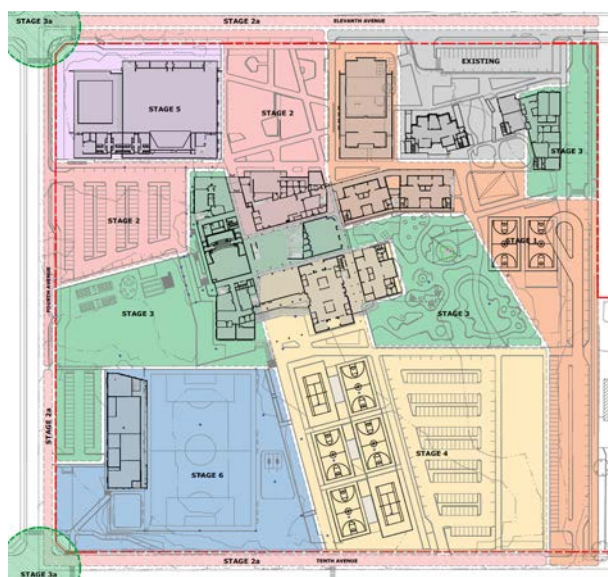 STAGE 3a
STAGE 2a
ELEVANTH AVENUE
EXISTING
STAGE 5
STAGE 2
STAGE 3
STAGE 2
STAGE 1
FOURTH AVENUE
STAGE 3
STAGE 3
STAGE 2a
STAGE 4
STAGE 6
STAGE 2a
TENTH AVENUE
STAGE 3a